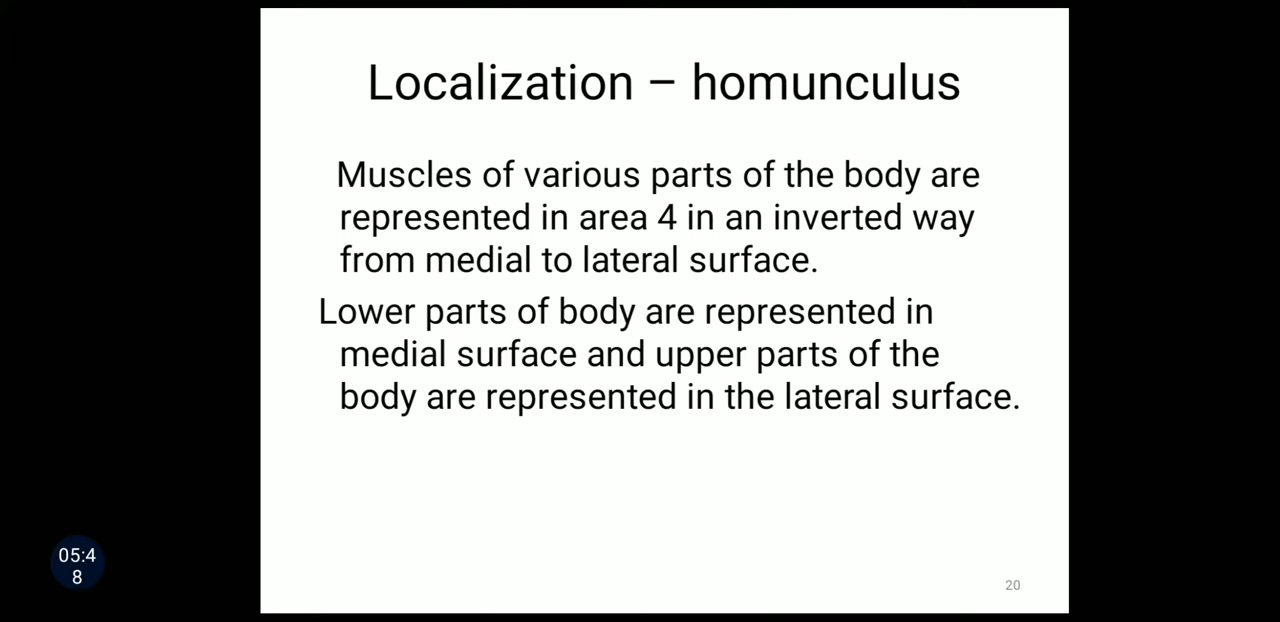 Localization – homunculus
Muscles of various parts of the body are
represented in area 4 in an inverted way
from medial to lateral surface.
Lower parts of body are represented in
medial surface and upper parts of the
body are represented in the lateral surface.
05:4
8
20